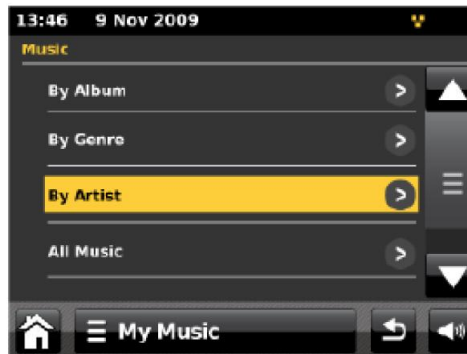 13:46 9 Nov 2009
Music
By Album
By Genre
By Artist
All Music
My Music